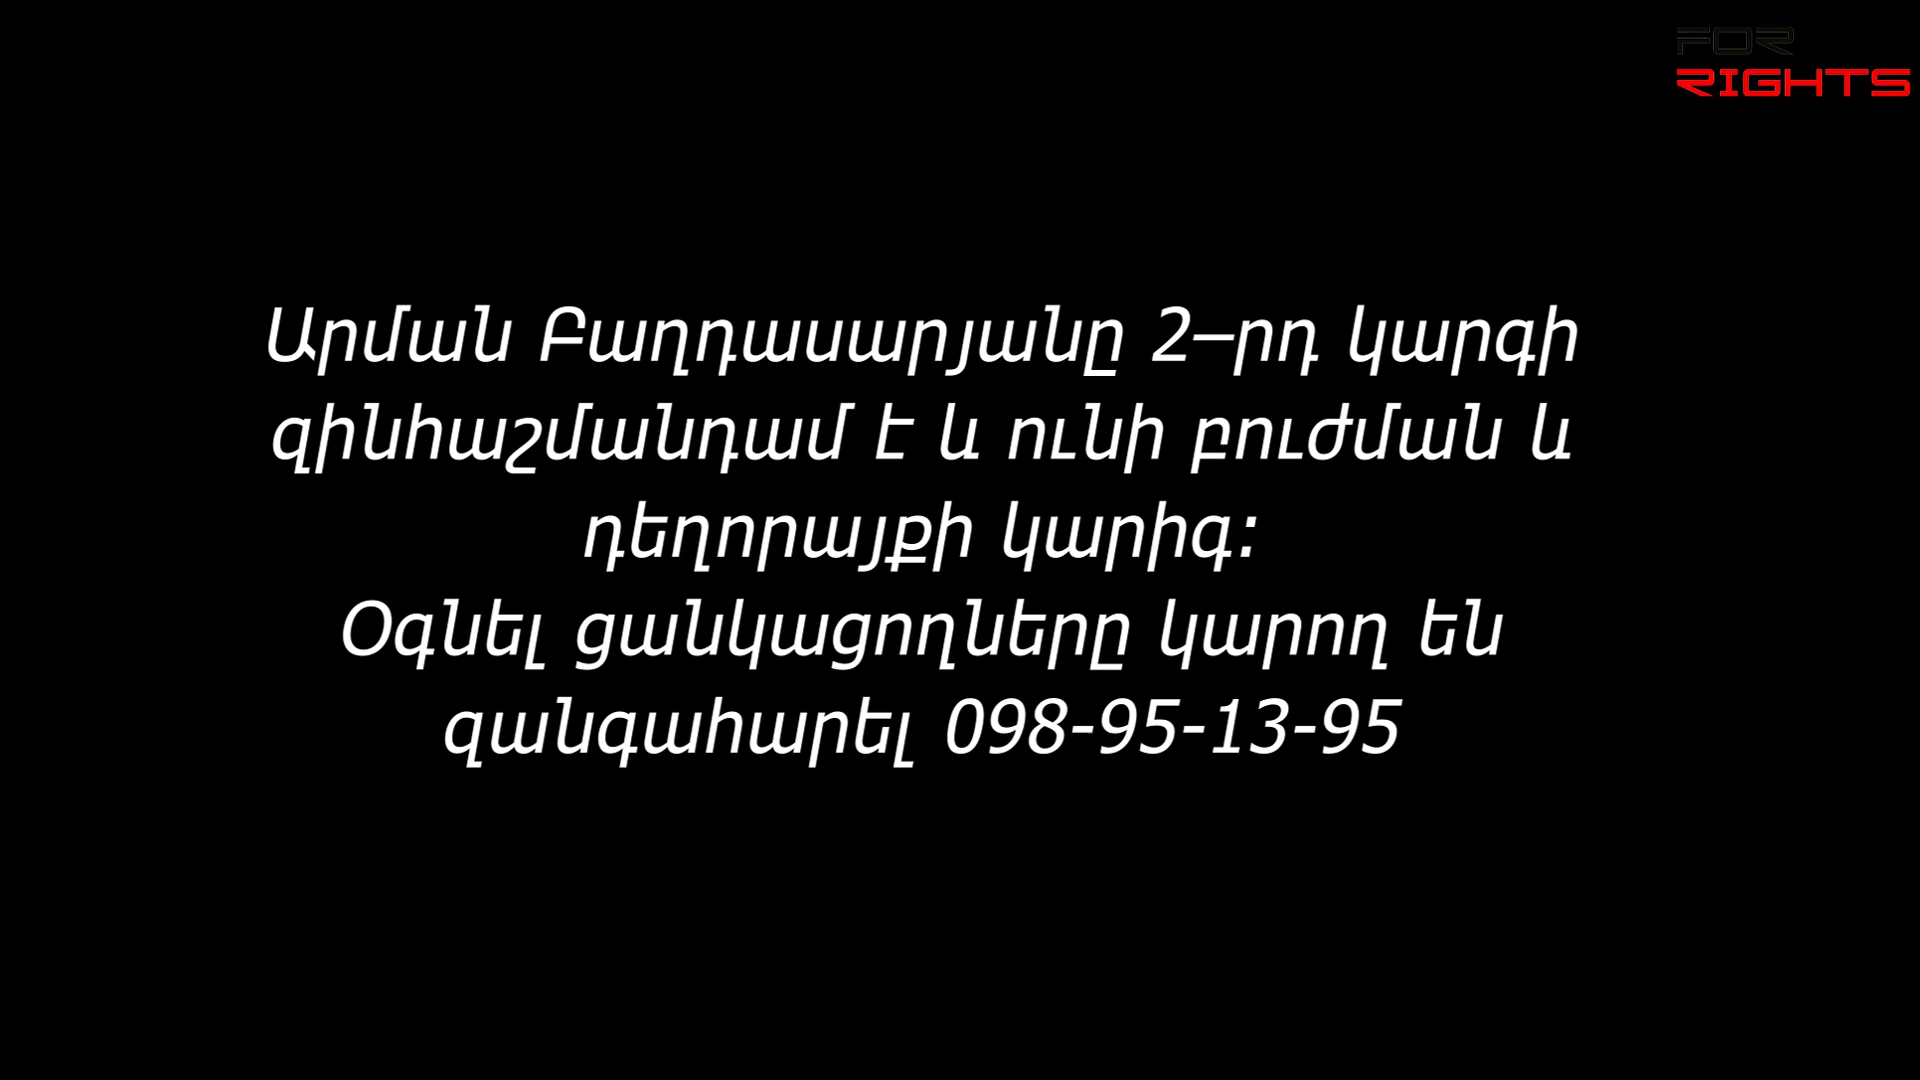 FOR
RIGHTS
Արման Բաղդասարյանը 2–րդ կարգի
զինհաշմանդամ է և ունի բուժման և
դեղորայքի կարիգ:
Օգնել ցանկացողները կարող են
զանգահարել 098-95-13-95